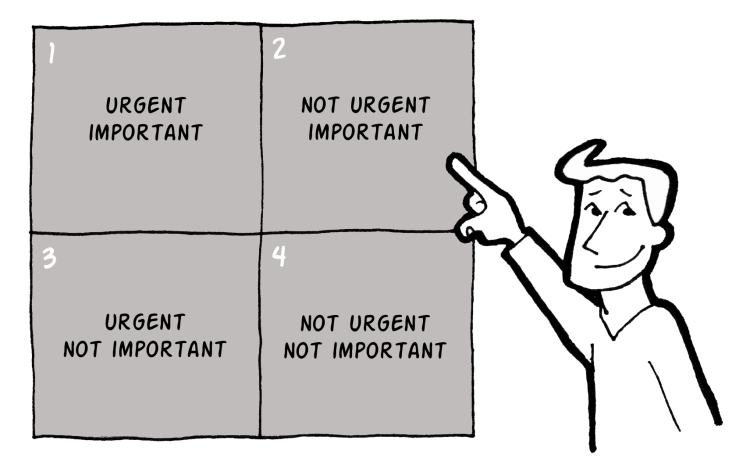 1
URGENT
IMPORTANT
2
NOT URGENT
IMPORTANT
3
URGENT
NOT IMPORTANT
4
NOT URGENT
NOT IMPORTANT